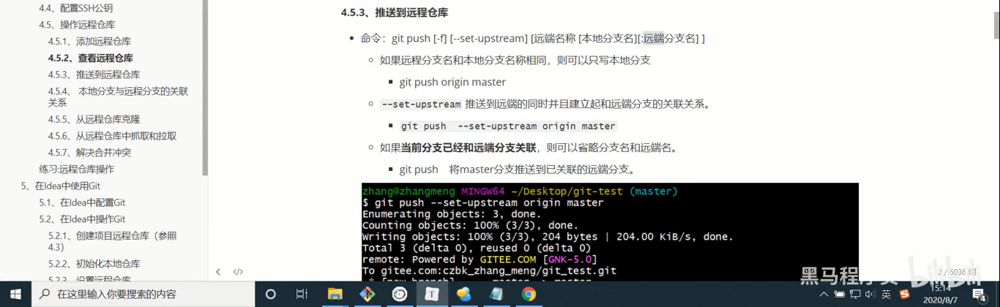 4.4、配置SSH公钥
4.5、操作远程仓库
4.5.1、添加远程仓库
4.5.2、查看远程仓库
4.5.3、推送到远程仓库
4.5.4、 本地分支与远程分支的关联
关系
4.5.5、从远程仓库克隆
4.5.6、从远程仓库中抓取和拉取
4.5.7、解决合并冲突
练习:远程仓库操作
5、在Idea中使用Git
5.1、在Idea中配置Git
5.2、在Idea中操作Git
5.2.1、创建项目远程仓库（参照
4.3）
5.2.2、初始化本地仓库
5.2.3、设置远程仓库
4.5.3、推送到远程仓库
命令：git push [-f] [--set-upstream] [远端名称 [本地分支名][:远端分支名] ]
如果远程分支名和本地分支名称相同，则可以只写本地分支
git push origin master
--set-upstream 推送到远端的同时并且建立起和远端分支的关联关系。
git push  --set-upstream origin master
如果当前分支已经和远端分支关联，则可以省略分支名和远端名。
git push 将master分支推送到已关联的远端分支。
zhang@zhangmeng MINGW64 ~/Desktop/git-test (master)
$ git push --set-upstream origin master
Enumerating objects: 3, done.
Counting objects: 100% (3/3), done.
Writing objects: 100% (3/3), 204 bytes | 204.00 KiB/s, done.
Total 3 (delta 0), reused 0 (delta 0)
remote: Powered by GITEE.COM [GNK-5.0]
To gitee.com:czbk_zhang_meng/git_test.git
* [new branch] master -> master
2 / 6036 词
黑马程序员 bilibili
在这里输入你要搜索的内容
英
15:14
2020/8/7
4